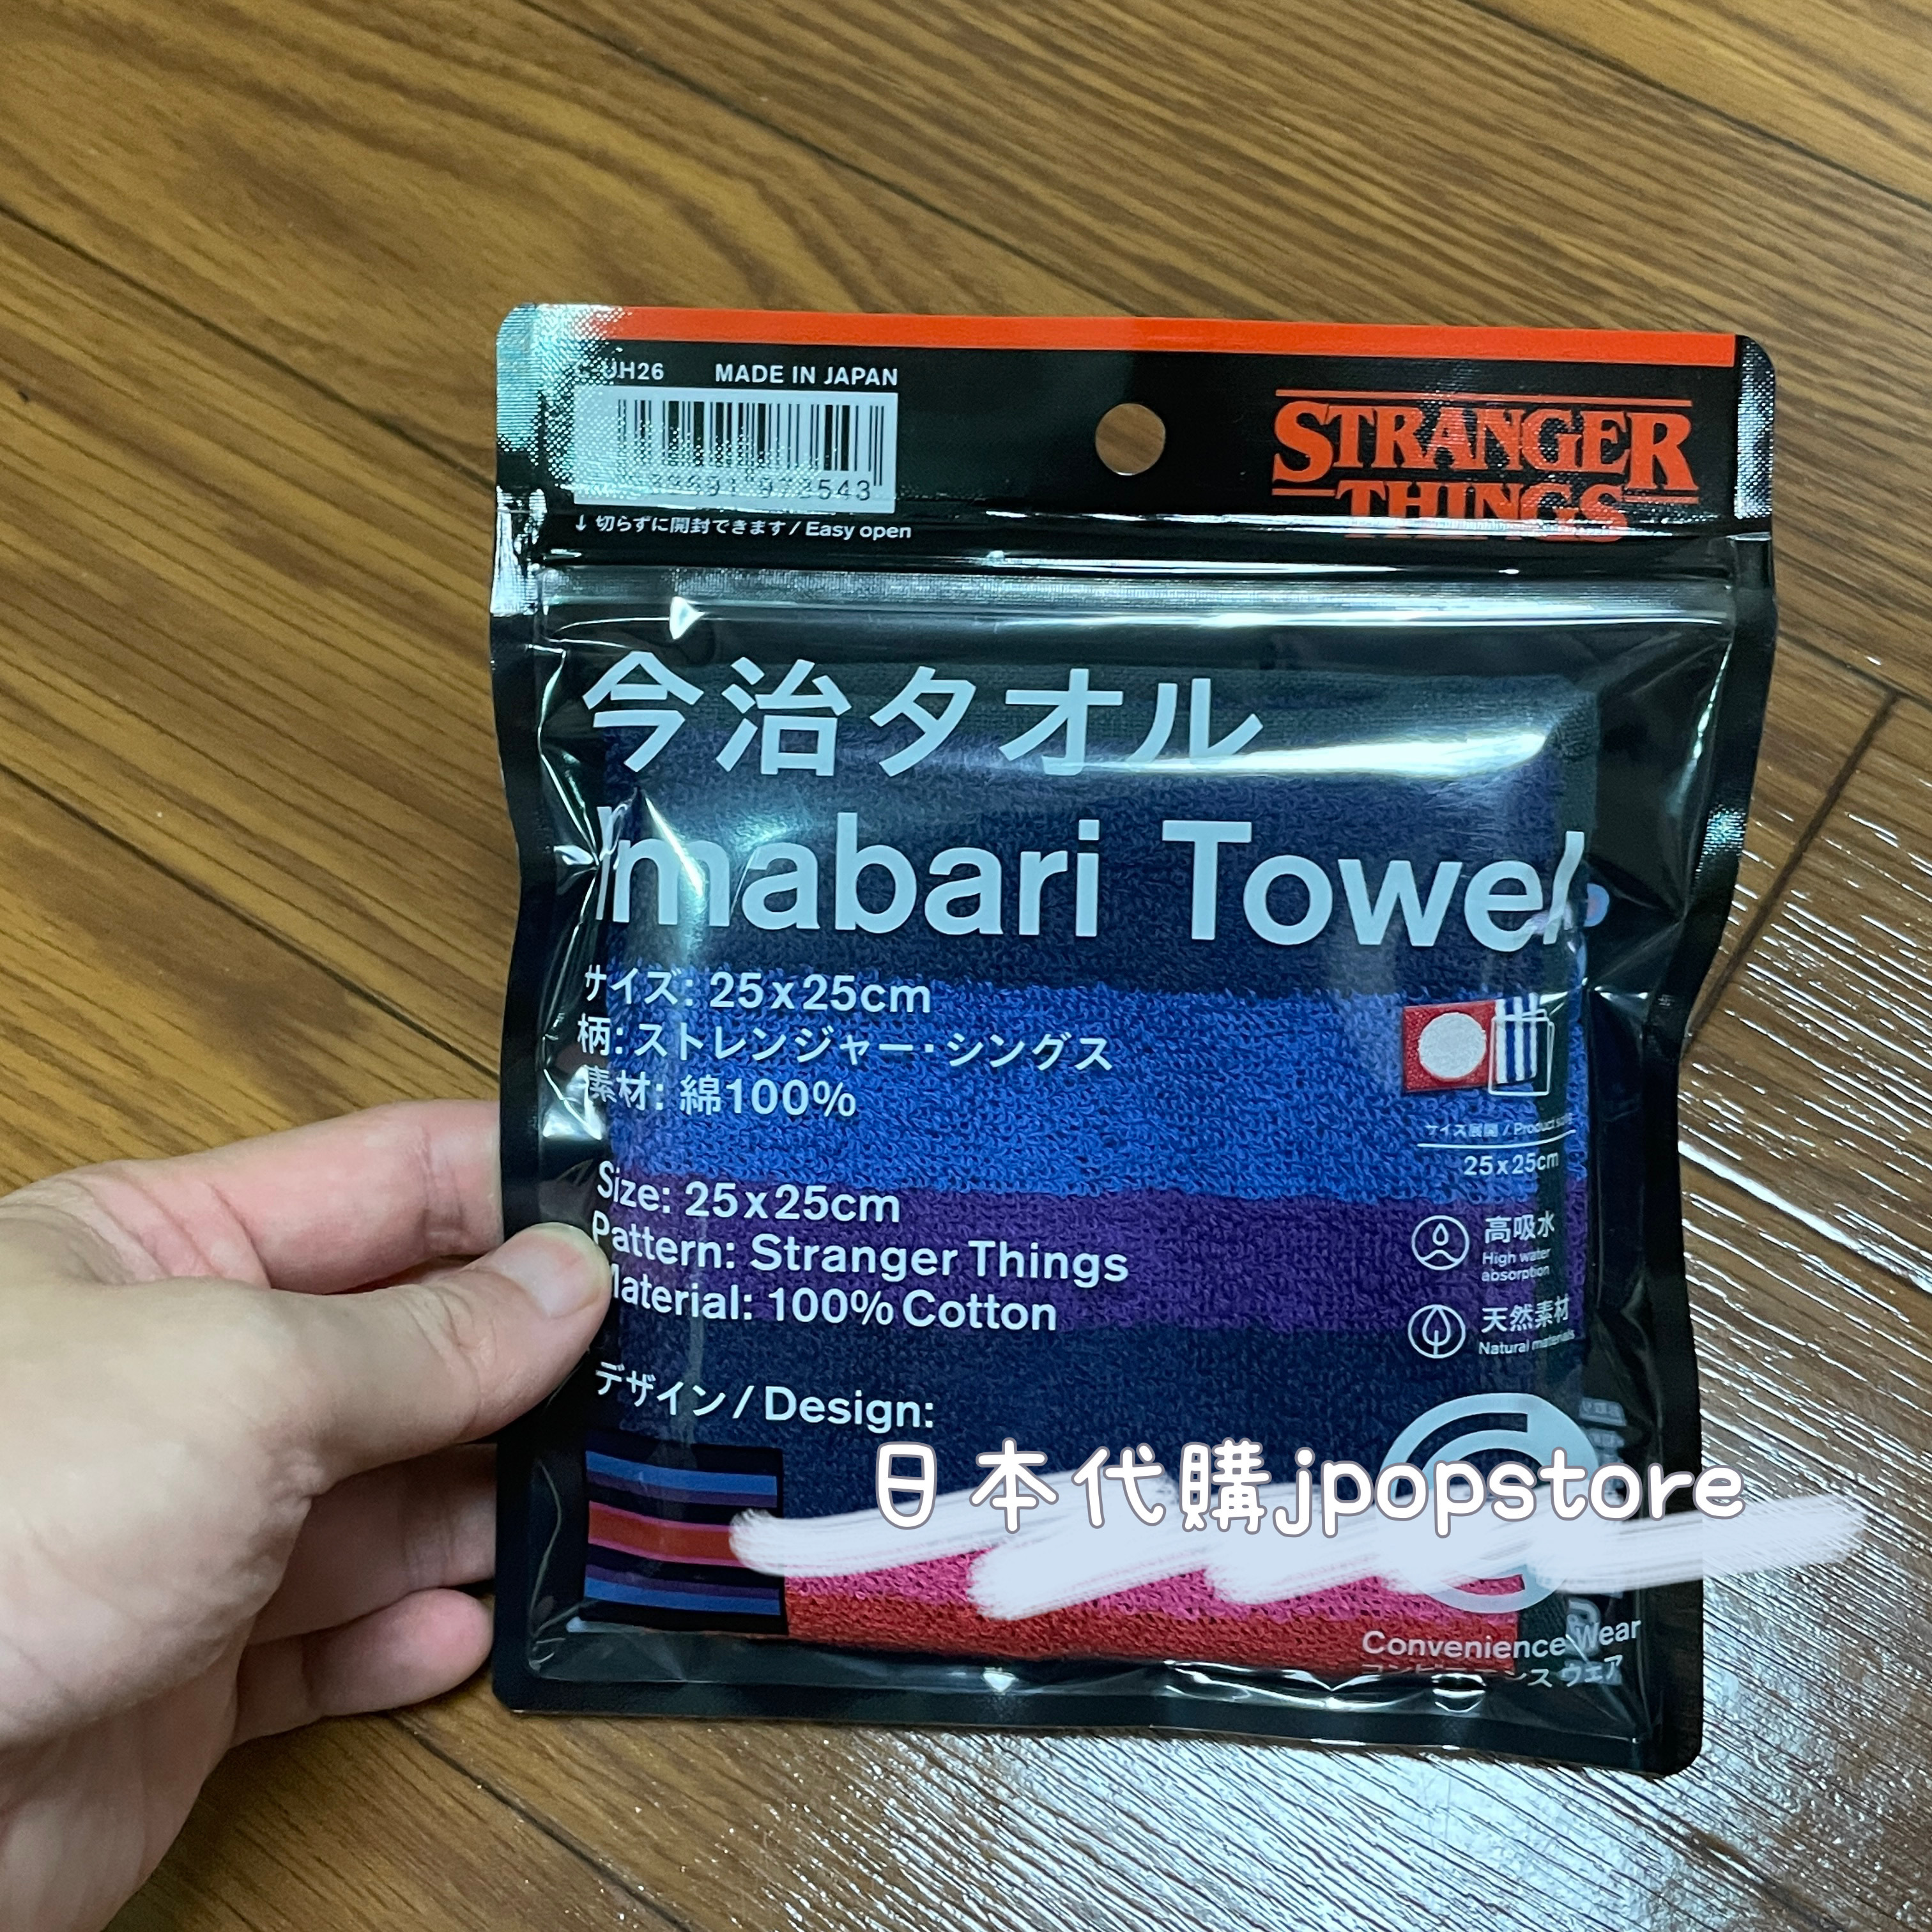 MADE IN JAPAN
↓切らずに開封できます / Easy open
STRANGER
THINGS
今治タオル
Imabari Towel
サイズ: 25x25cm
柄: ストレンジャー・シングス
素材: 綿100%
サイズ展開 / Product
25x25cm
Size: 25x25cm
Pattern: Stranger Things
Material: 100% Cotton
高吸水
High water
absorption
天然素材
Natural materials
デザイン / Design:
日本代購jpopstore
Convenience Wear